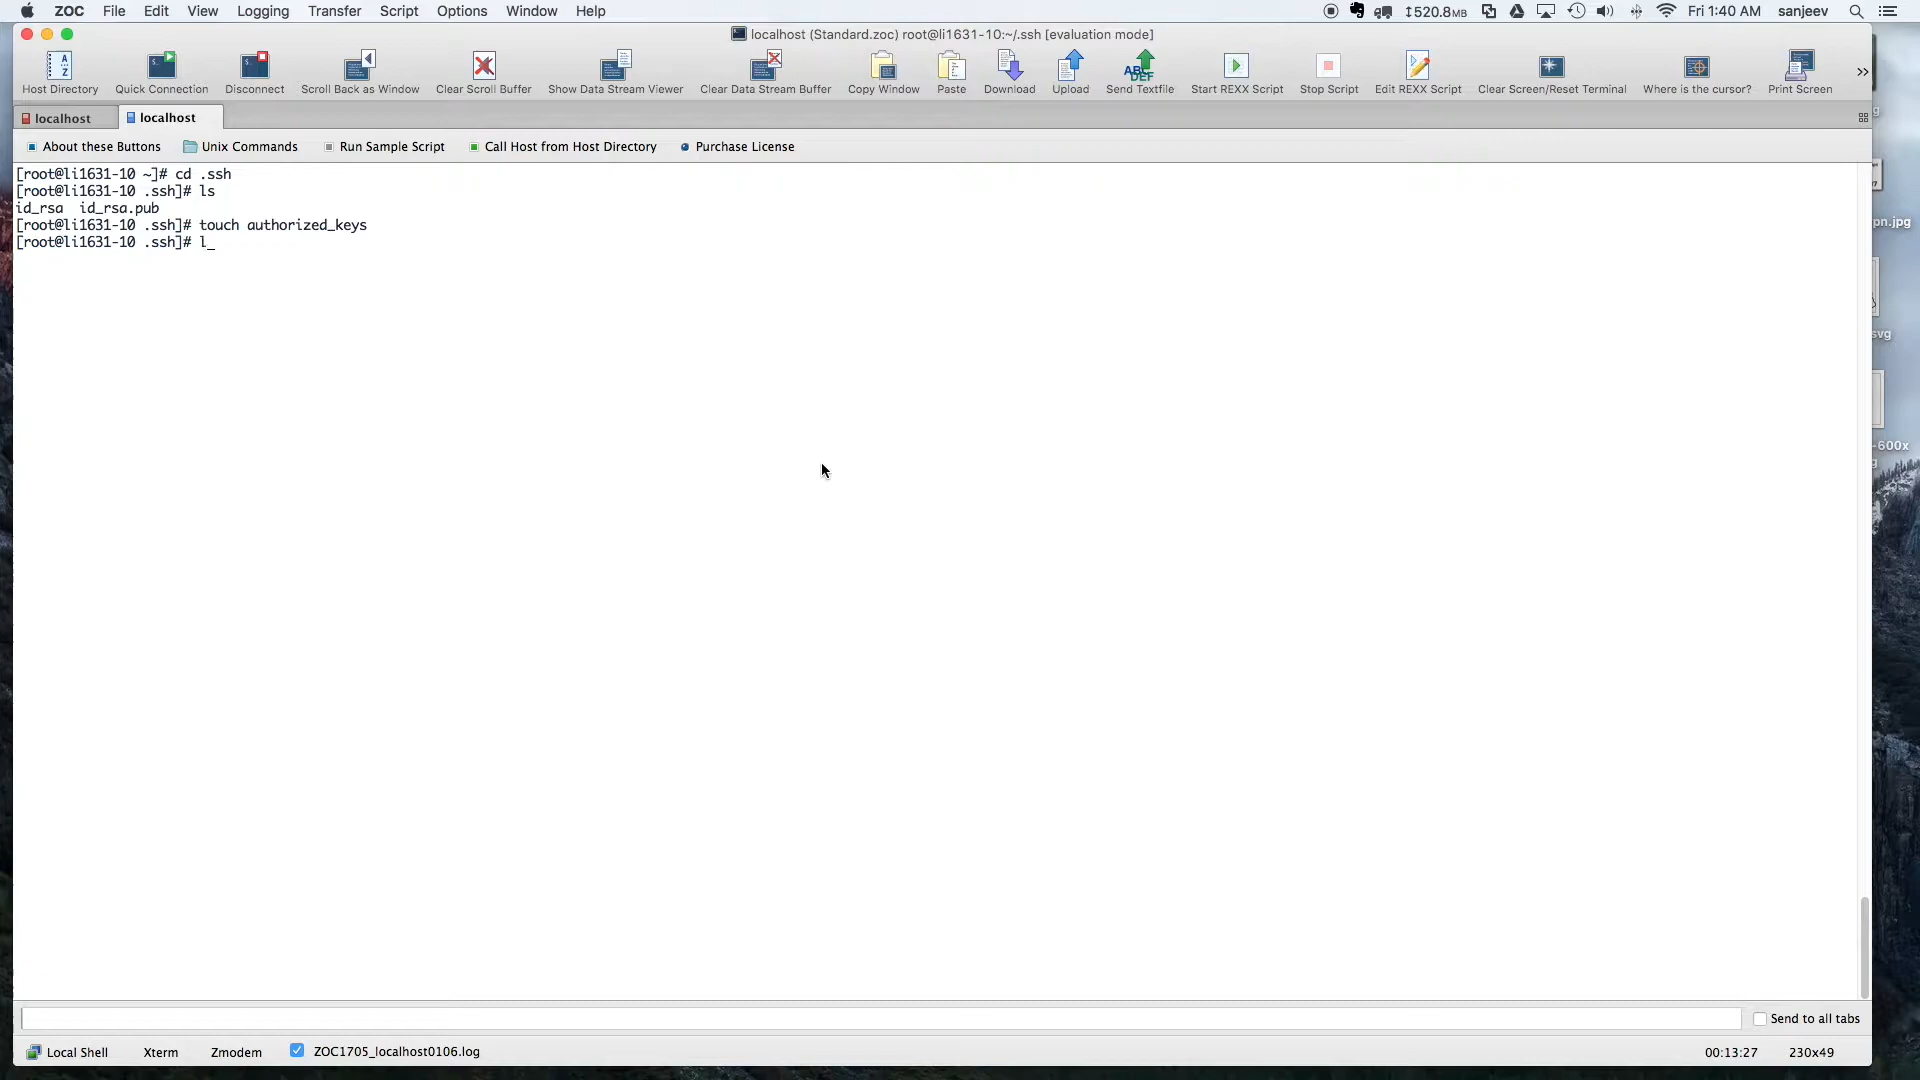 ZOC File Edit View Logging Transfer Script Options Window Help 520.8MB Fri 1:40 AM sanjeev
localhost (Standard.zoc) root@li1631-10:~/.ssh [evaluation mode]
A
Z
ABC
DEF
Host Directory Quick Connection Disconnect Scroll Back as Window Clear Scroll Buffer Show Data Stream Viewer Clear Data Stream Buffer Copy Window Paste Download Upload Send Textfile Start REXX Script Stop Script Edit REXX Script Clear Screen/Reset Terminal Where is the cursor? Print Screen
localhost localhost
About these Buttons Unix Commands Run Sample Script Call Host from Host Directory Purchase License
[root@li1631-10 ~]# cd .ssh
[root@li1631-10 .ssh]# ls
id_rsa id_rsa.pub
[root@li1631-10 .ssh]# touch authorized_keys
[root@li1631-10 .ssh]# l_
pn.jpg
svg
-600x
Send to all tabs
Local Shell Xterm Zmodem ZOC1705_localhost0106.log 00:13:27 230x49